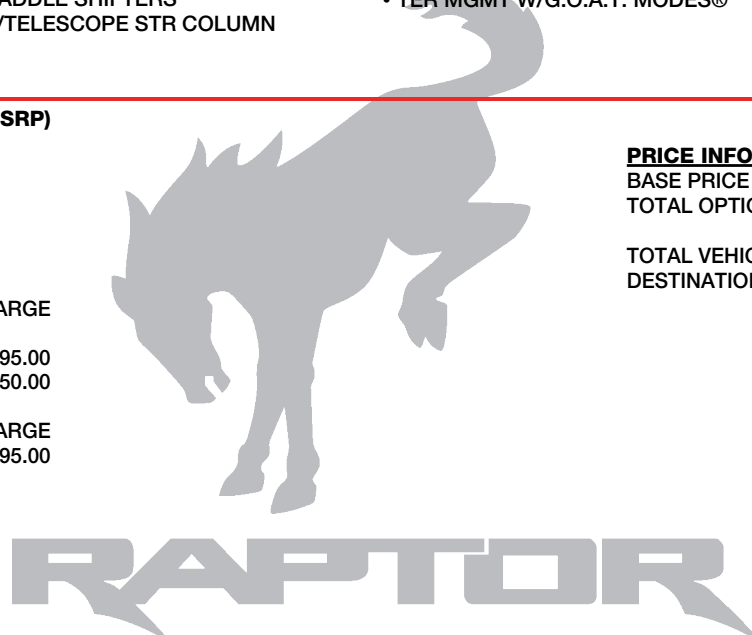 ADDLE SHIFTERS
/TELESCOPE STR COLUMN
• TER MGMT W/G.O.A.T. MODES®
SRP)
ARGE
95.00
50.00
ARGE
95.00
PRICE INFO
BASE PRICE
TOTAL OPTIO
TOTAL VEHIC
DESTINATION
RAPTOR